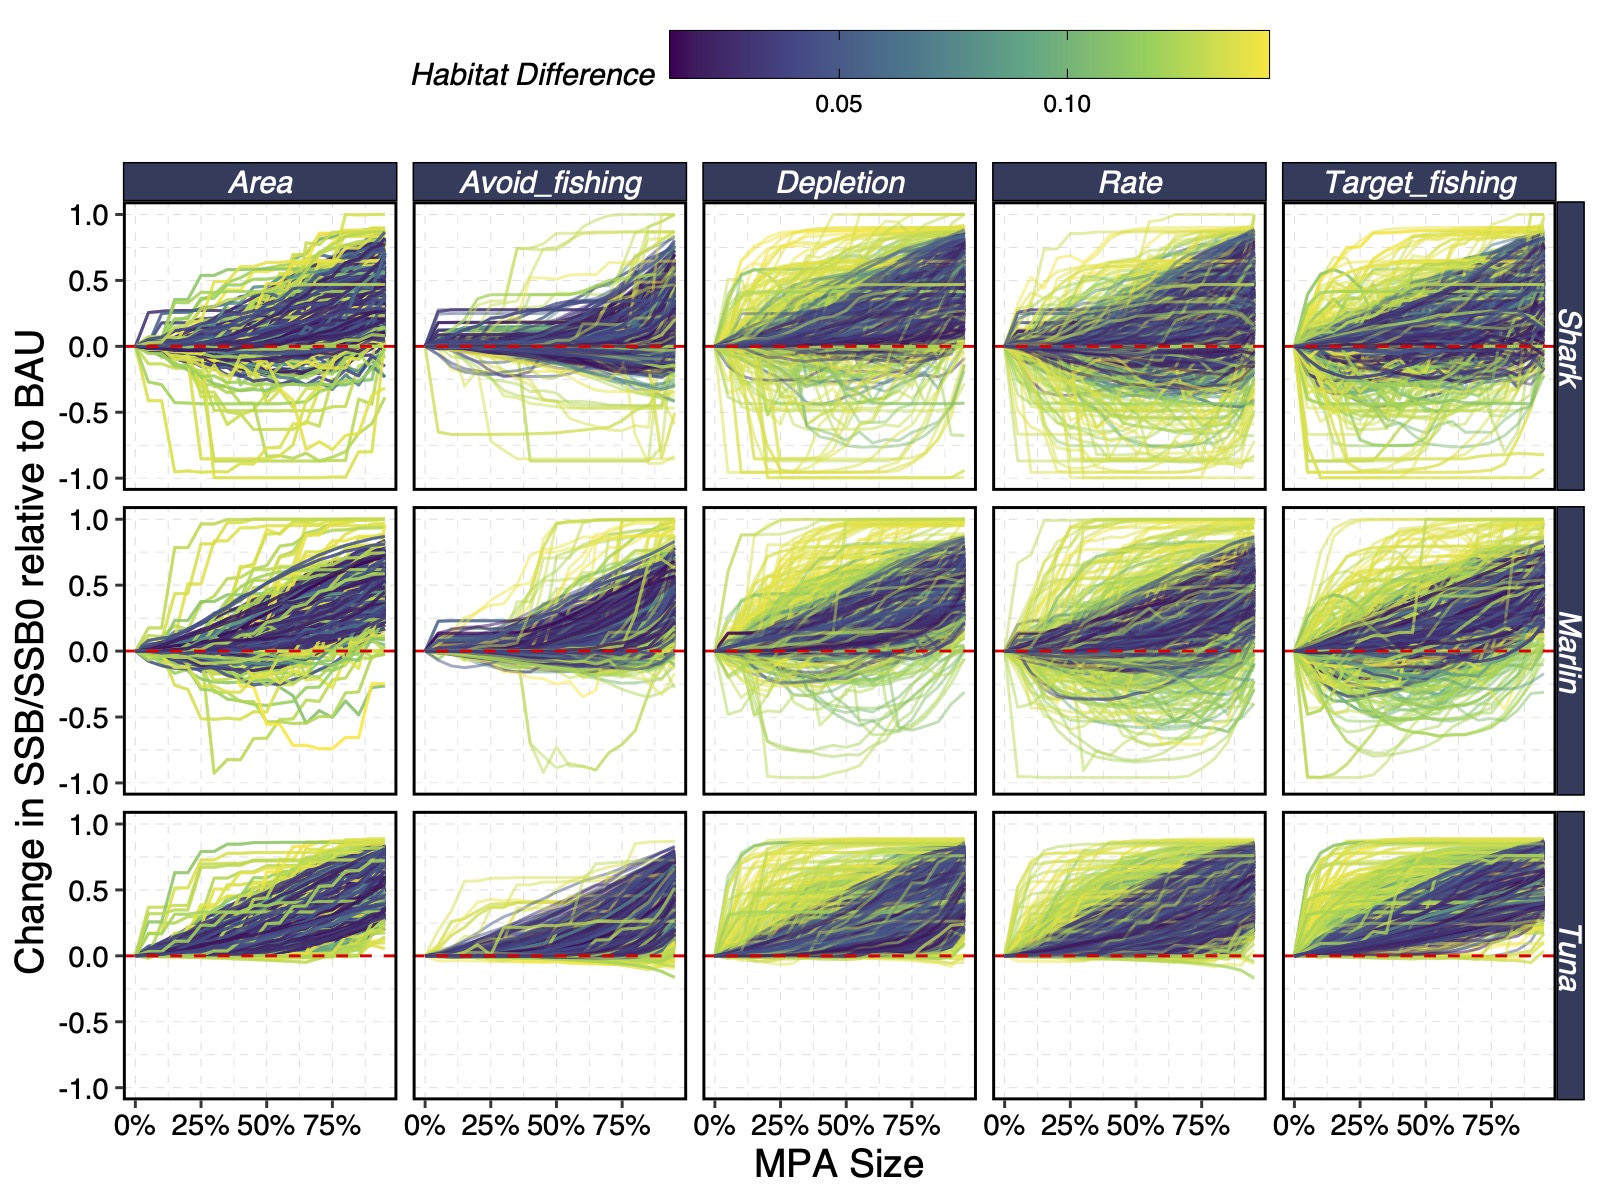 Habitat Difference
0.05 0.10
Area Avoid_fishing Depletion Rate Target_fishing
Change in SSB/SSB0 relative to BAU
1.0
0.5
0.0
-0.5
-1.0
Shark
1.0
0.5
0.0
-0.5
-1.0
Marlin
1.0
0.5
0.0
-0.5
-1.0
Tuna
0% 25% 50% 75% 0% 25% 50% 75% 0% 25% 50% 75% 0% 25% 50% 75% 0% 25% 50% 75%
MPA Size